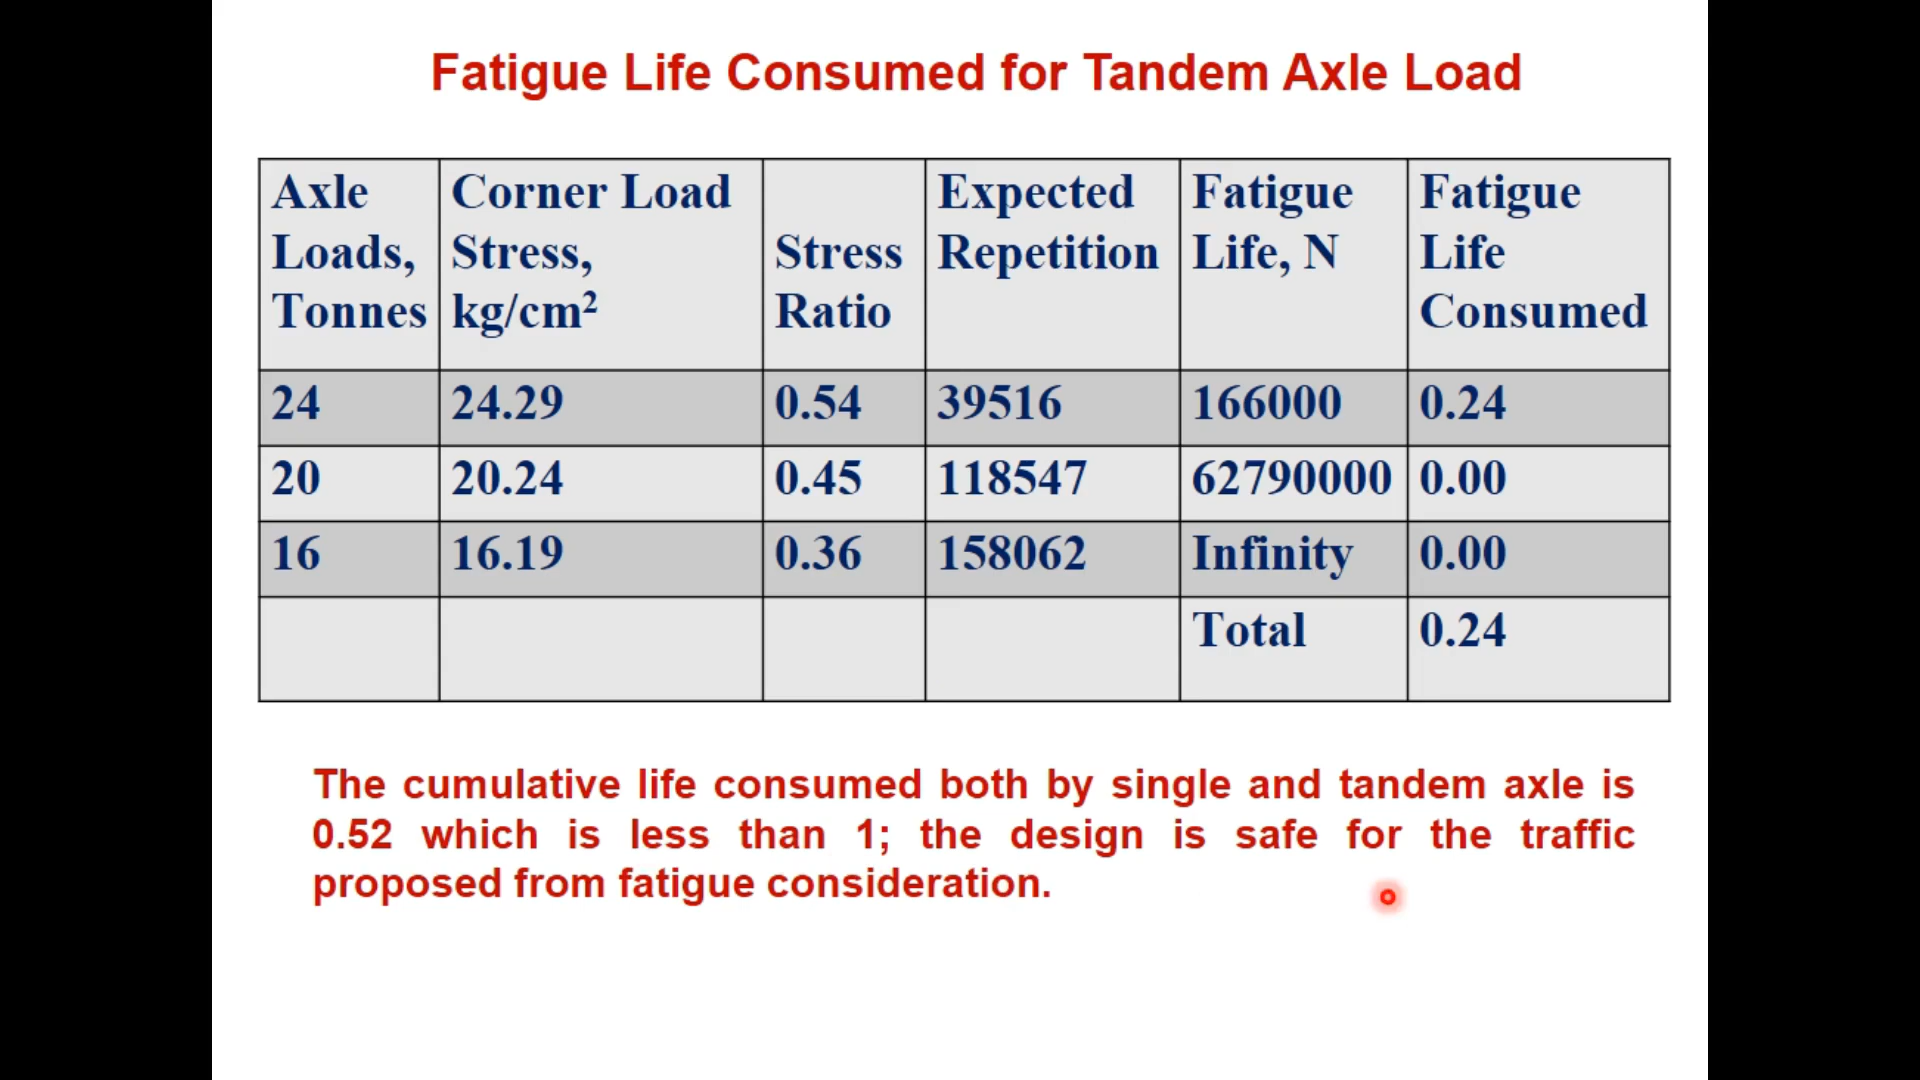 Fatigue Life Consumed for Tandem Axle Load
Axle Loads, Tonnes | Corner Load Stress, kg/cm² | Stress Ratio | Expected Repetition | Fatigue Life, N | Fatigue Life Consumed
24 | 24.29 | 0.54 | 39516 | 166000 | 0.24
20 | 20.24 | 0.45 | 118547 | 62790000 | 0.00
16 | 16.19 | 0.36 | 158062 | Infinity | 0.00
Total | 0.24
The cumulative life consumed both by single and tandem axle is
0.52 which is less than 1; the design is safe for the traffic
proposed from fatigue consideration.